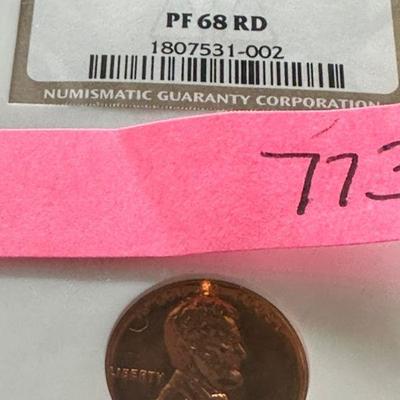 PF 68 RD
1807531-002
NUMISMATIC GUARANTY CORPORATION
773
LIBERTY